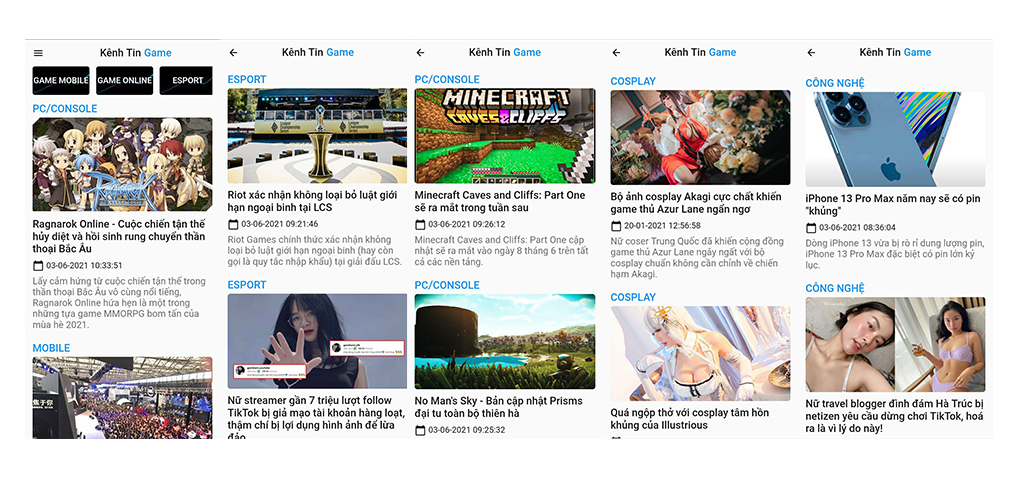 Kênh Tin Game
GAME MOBILE
GAME ONLINE
ESPORT
PC/CONSOLE
RAGNAROK
Ragnarok Online - Cuộc chiến tận thế
hủy diệt và hồi sinh rung chuyển thần
thoại Bắc Âu
03-06-2021 10:33:51
Lấy cảm hứng từ cuộc chiến tận thế trong
thần thoại Bắc Âu vô cùng nổi tiếng,
Ragnarok Online hứa hẹn là một trong
những tựa game MMORPG bom tấn của
mùa hè 2021.
MOBILE
Kênh Tin Game
ESPORT
Riot xác nhận không loại bỏ luật giới
hạn ngoại binh tại LCS
03-06-2021 09:21:46
Riot Games chính thức xác nhận không
loại bỏ luật giới hạn ngoại binh (hay còn
gọi là quy tắc nhập khẩu) tại giải đấu LCS.
ESPORT
Nữ streamer gần 7 triệu lượt follow
TikTok bị giả mạo tài khoản hàng loạt,
thậm chí bị lợi dụng hình ảnh để lừa
đảo
Kênh Tin Game
PC/CONSOLE
MINECRAFT
CAVES & CLIFFS
Minecraft Caves and Cliffs: Part One
sẽ ra mắt trong tuần sau
03-06-2021 09:26:12
Minecraft Caves and Cliffs: Part One cập
nhật sẽ ra mắt vào ngày 8 tháng 6 trên tất
cả các nền tảng.
PC/CONSOLE
No Man's Sky - Bản cập nhật Prisms
đại tu toàn bộ thiên hà
03-06-2021 09:25:32
Kênh Tin Game
COSPLAY
Bộ ảnh cosplay Akagi cực chất khiến
game thủ Azur Lane ngẩn ngơ
20-01-2021 12:56:58
Nữ coser Trung Quốc đã khiến cộng đồng
game thủ Azur Lane ngây ngất với bộ
cosplay chuẩn không cần chỉnh về chiến
hạm Akagi.
COSPLAY
Quá ngộp thở với cosplay tâm hồn
khủng của Illustrious
Kênh Tin Game
CÔNG NGHỆ
iPhone 13 Pro Max năm nay sẽ có pin
"khủng"
03-06-2021 08:36:04
Dòng iPhone 13 vừa bị rò rỉ dung lượng pin,
iPhone 13 Pro Max đặc biệt có pin lớn kỷ
lục.
CÔNG NGHỆ
Nữ travel blogger đình đám Hà Trúc bị
netizen yêu cầu dừng chơi TikTok, hoá
ra là vì lý do này!